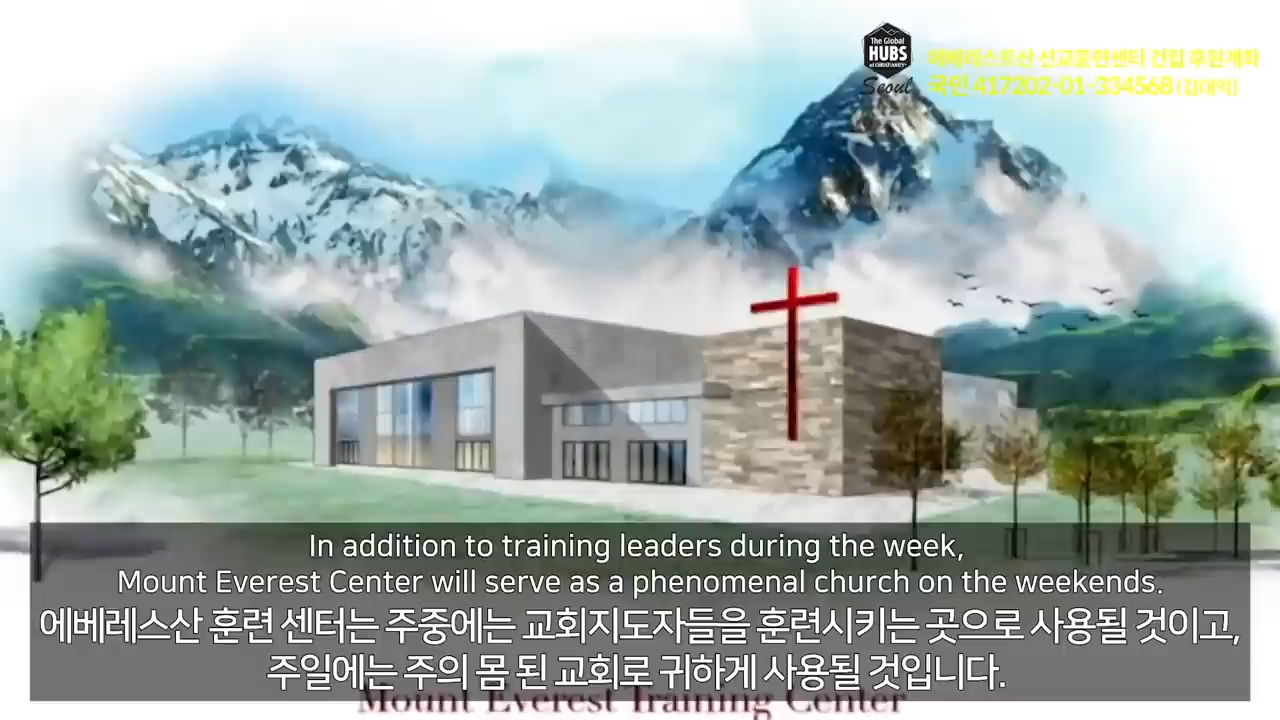 The Global
HUBS
of CHRISTIANITY
Seoul
에베레스트산 선교훈련센터 건립 후원계좌
국민 417202-01-334568 (김대학)
In addition to training leaders during the week,
Mount Everest Center will serve as a phenomenal church on the weekends.
에베레스산 훈련 센터는 주중에는 교회지도자들을 훈련시키는 곳으로 사용될 것이고,
주일에는 주의 몸 된 교회로 귀하게 사용될 것입니다.
Mount Everest Training Center